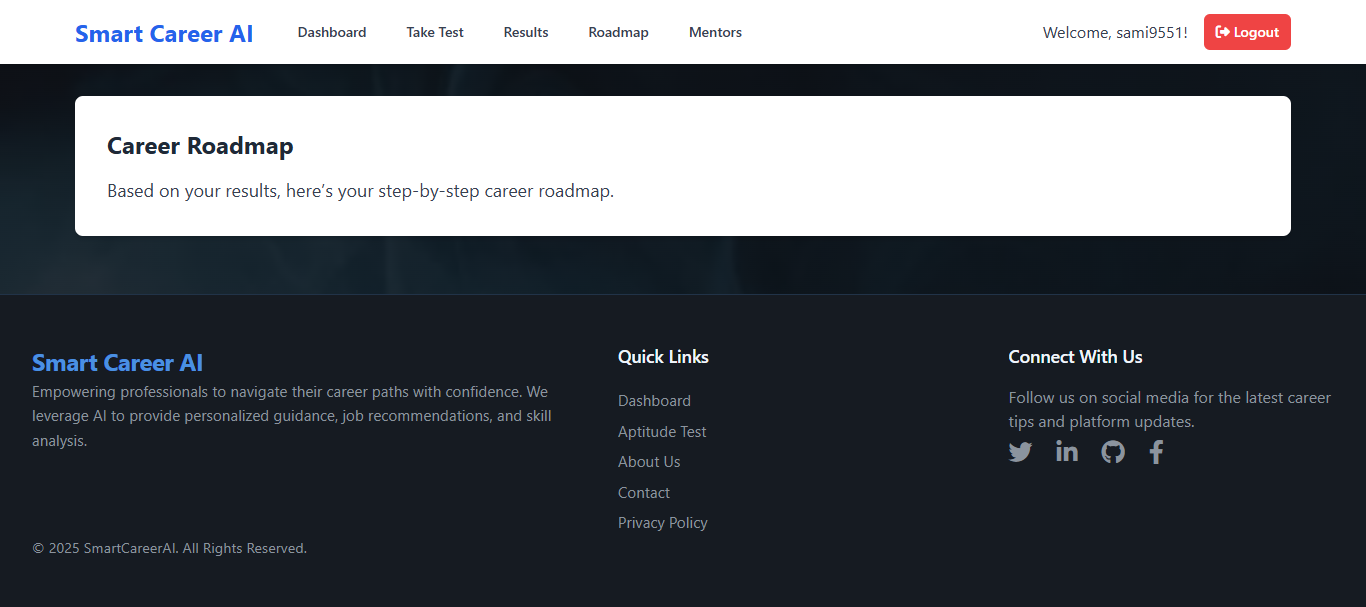 Smart Career AI
Dashboard
Take Test
Results
Roadmap
Mentors
Welcome, sami9551!
Logout
Career Roadmap
Based on your results, here’s your step-by-step career roadmap.
Smart Career AI
Empowering professionals to navigate their career paths with confidence. We
leverage AI to provide personalized guidance, job recommendations, and skill
analysis.
© 2025 SmartCareerAI. All Rights Reserved.
Quick Links
Dashboard
Aptitude Test
About Us
Contact
Privacy Policy
Connect With Us
Follow us on social media for the latest career
tips and platform updates.